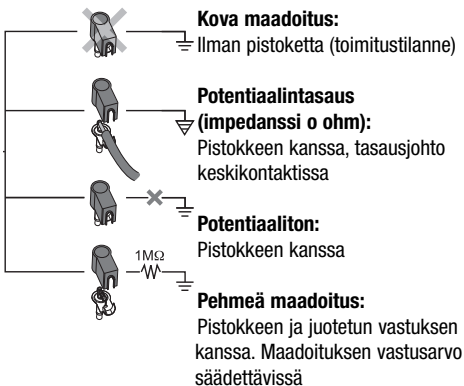 Kova maadoitus:
Ilman pistoketta (toimitustilanne)
Potentiaalintasaus
(impedanssi o ohm):
Pistokkeen kanssa, tasausjohto
keskikontaktissa
Potentiaaliton:
Pistokkeen kanssa
1MΩ
Pehmeä maadoitus:
Pistokkeen ja juotetun vastuksen
kanssa. Maadoituksen vastusarvo
säädettävissä